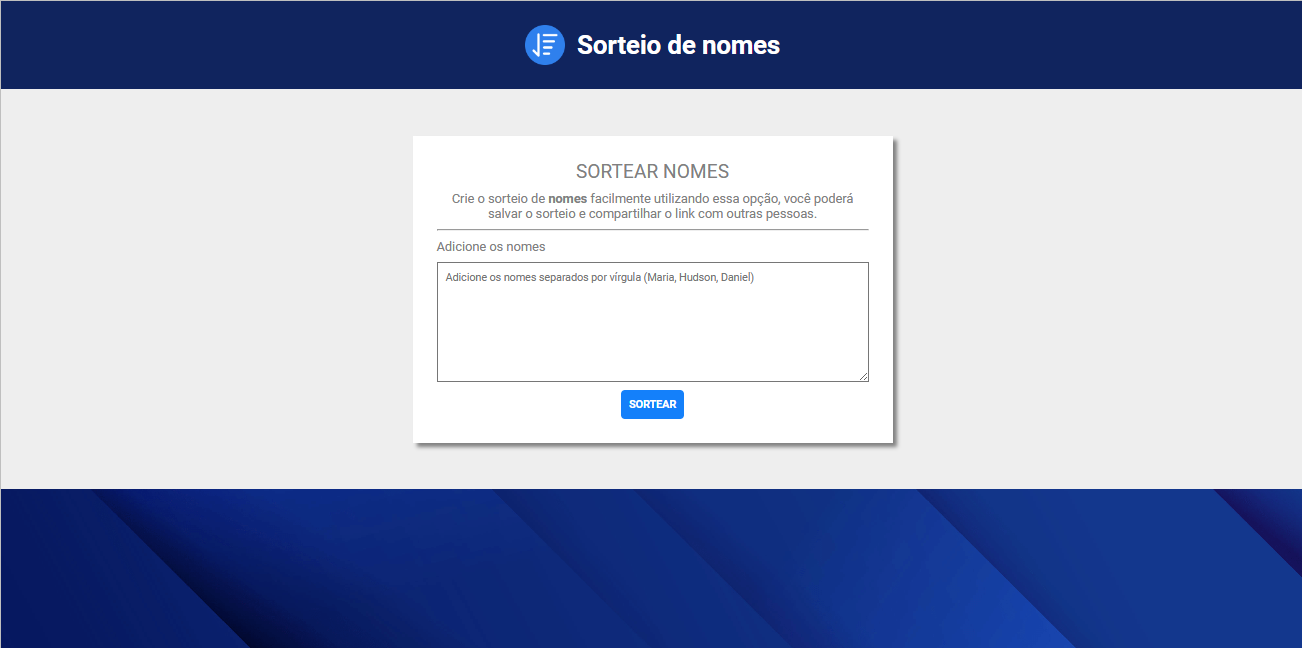 Sorteio de nomes
SORTEAR NOMES
Crie o sorteio de nomes facilmente utilizando essa opção, você poderá
salvar o sorteio e compartilhar o link com outras pessoas.
Adicione os nomes
Adicione os nomes separados por vírgula (Maria, Hudson, Daniel)
SORTEAR